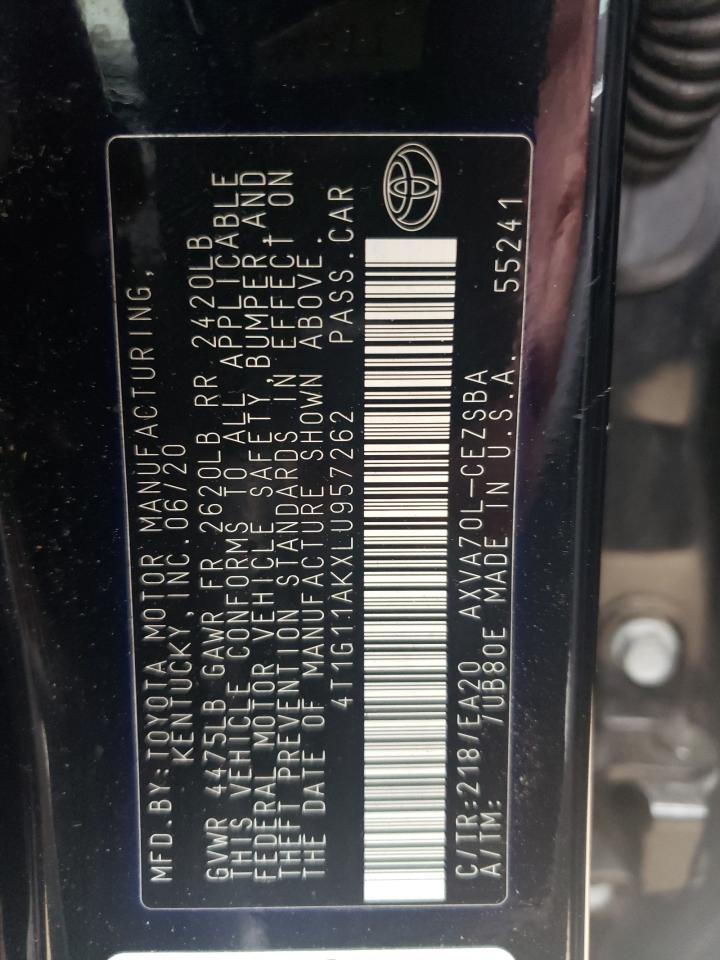 MFD.BY:TOYOTA MOTOR MANUFACTURING,
KENTUCKY, INC. 06/20
GVWR 4475LB GAWR FR 2620LB RR 2420LB
THIS VEHICLE CONFORMS TO ALL APPLICABLE
FEDERAL MOTOR VEHICLE SAFETY,BUMPER,AND
THEFT PREVENTION STANDARDS IN EFFECT ON
THE DATE OF MANUFACTURE SHOWN ABOVE.
4T1G11AKXLU957262 PASS.CAR
C/TR:218/EA20 AXVA70L-CEZSBA
A/TM: /UB80E MADE IN U.S.A. 55241